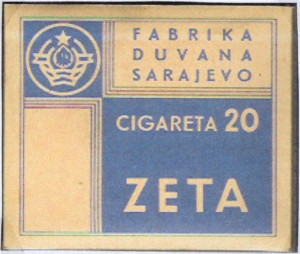 FABRIKA
DUVANA
SARAJEVO
CIGARETA 20
ZETA